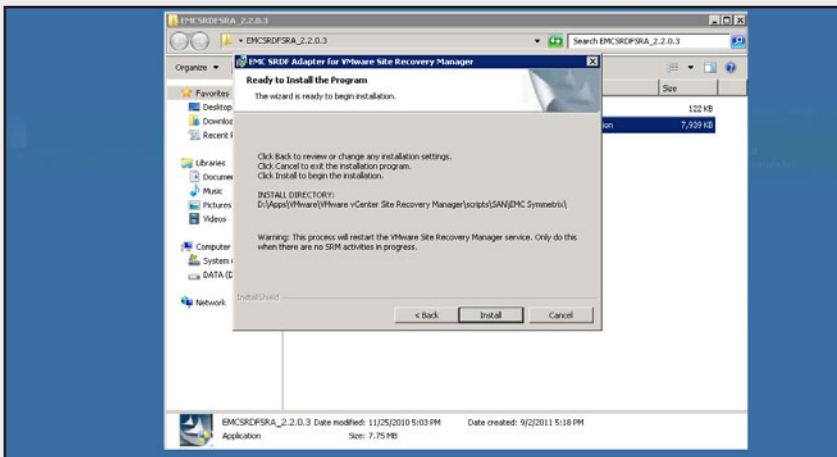 EMCSRDFSRA_2.2.0.3
EMCSRDFSRA_2.2.0.3
Search EMCSRDFSRA_2.2.0.3
Organize
EMC SRDF Adapter for VMware Site Recovery Manager
Ready to Install the Program
The wizard is ready to begin installation.
Size
Favorites
Desktop
122 KB
7,939 KB
Recent
Click Back to review or change any installation settings.
Click Cancel to exit the installation program.
Click Install to begin the installation.
Libraries
Music
Pictures
Videos
INSTALL DIRECTORY:
D:\Apps\VMware\VMware vCenter Site Recovery Manager\scripts\SAN\EMC Symmetrix\
Warning: This process will restart the VMware Site Recovery Manager service. Only do this
when there are no SRM activities in progress.
Computer
System
DATA (D
Network
InstallShield
< Back
Install
Cancel
EMCSRDFSRA_2.2.0.3 Date modified: 11/25/2010 5:03 PM Date created: 9/2/2011 5:18 PM
Application Size: 7.75 MB